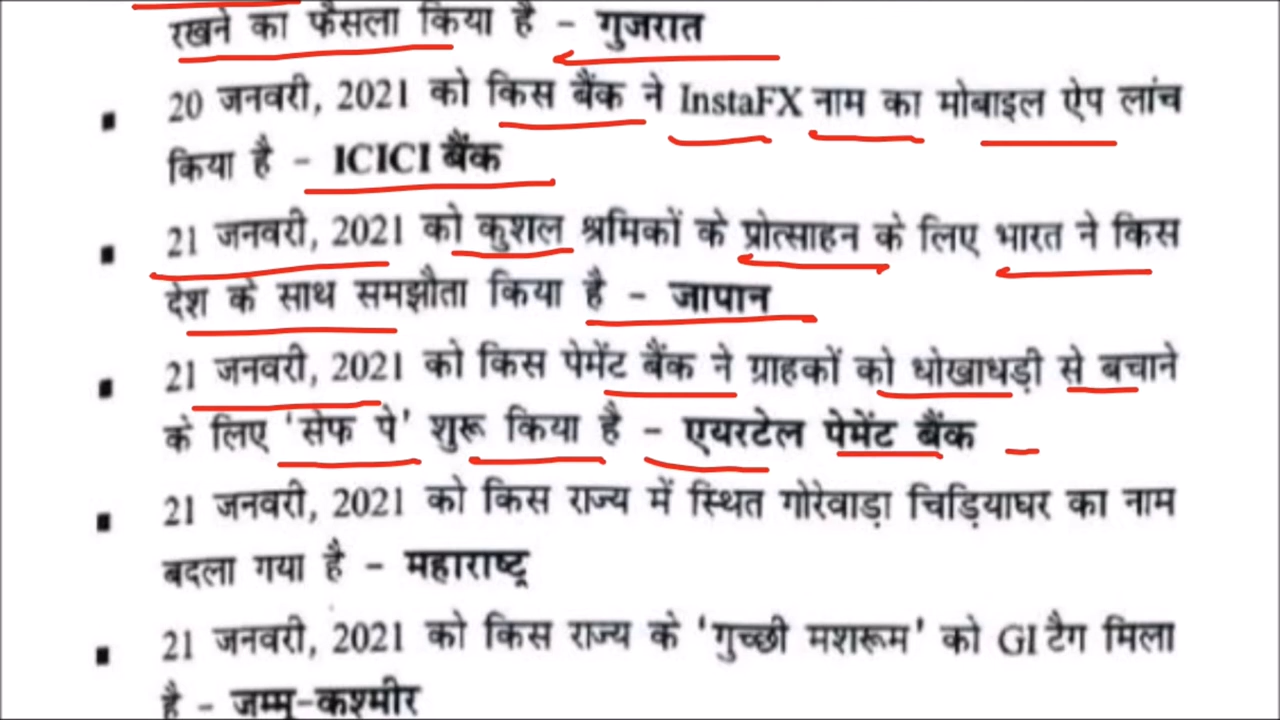 रखने का फैसला किया है - गुजरात
20 जनवरी, 2021 को किस बैंक ने InstaFX नाम का मोबाइल ऐप लांच
किया है - ICICI बैंक
21 जनवरी, 2021 को कुशल श्रमिकों के प्रोत्साहन के लिए भारत ने किस
देश के साथ समझौता किया है - जापान
21 जनवरी, 2021 को किस पेमेंट बैंक ने ग्राहकों को धोखाधड़ी से बचाने
के लिए 'सेफ पे' शुरू किया है - एयरटेल पेमेंट बैंक
21 जनवरी, 2021 को किस राज्य में स्थित गोरेवाड़ा चिड़ियाघर का नाम
बदला गया है - महाराष्ट्र
21 जनवरी, 2021 को किस राज्य के 'गुच्छी मशरूम' को GI टैग मिला
है - जम्मू-कश्मीर